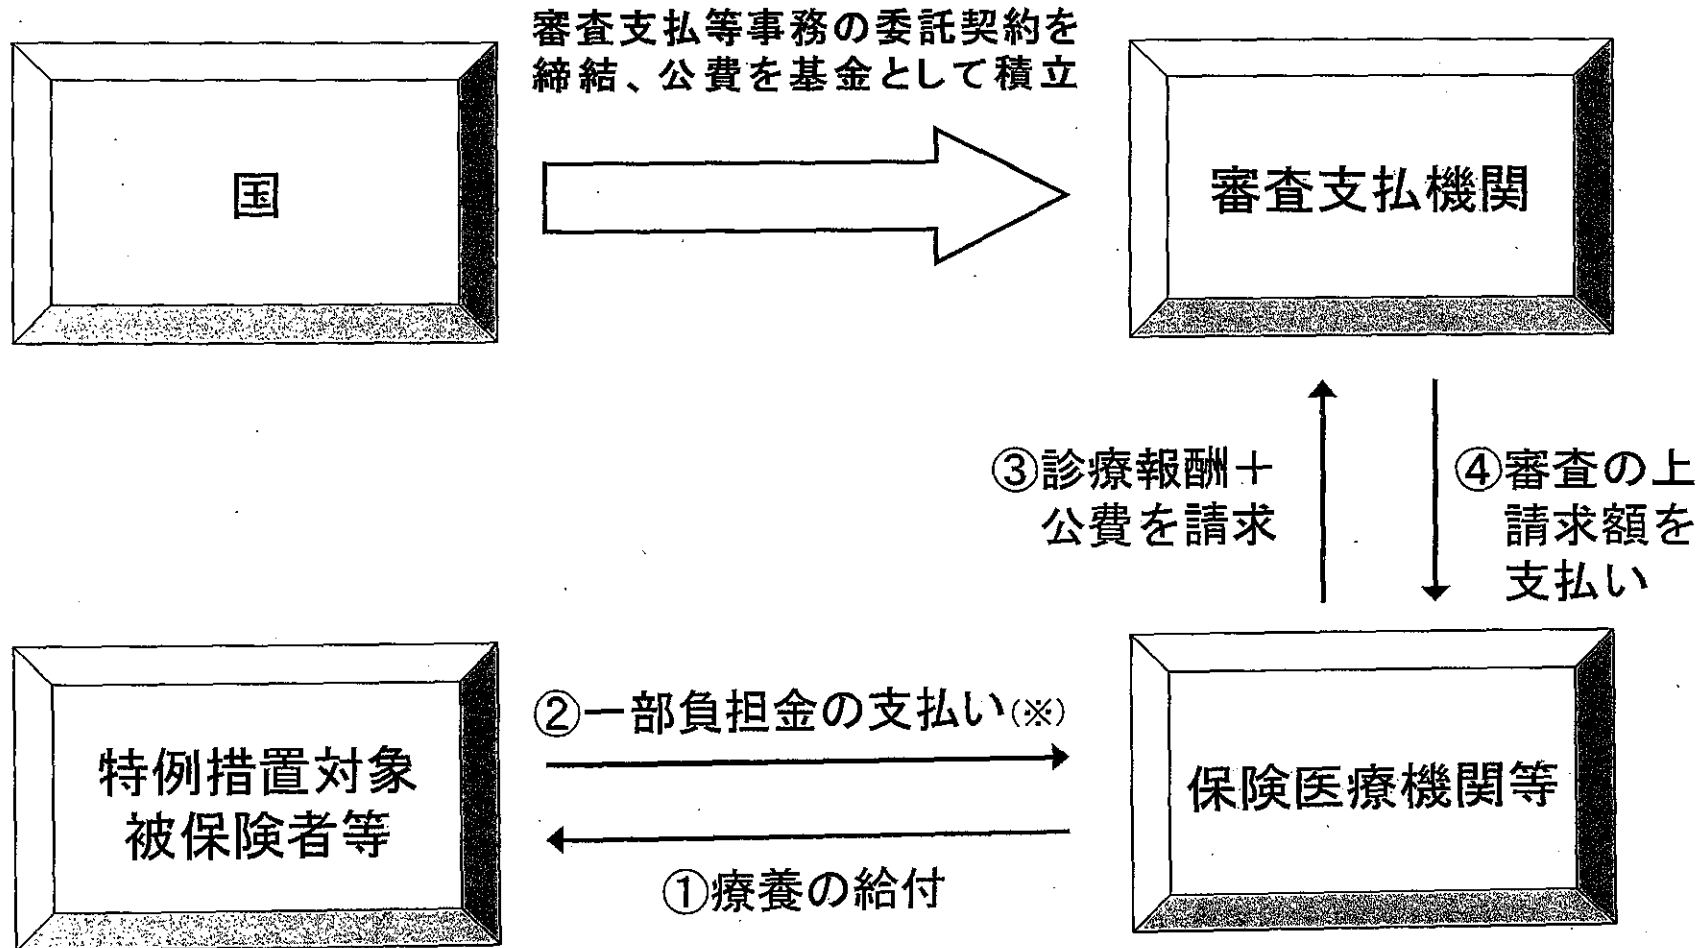 審査支払等事務の委託契約を
締結、公費を基金として積立
国
審査支払機関
③診療報酬＋
公費を請求
④審査の上
請求額を
支払い
②一部負担金の支払い(※)
特例措置対象
被保険者等
保険医療機関等
①療養の給付